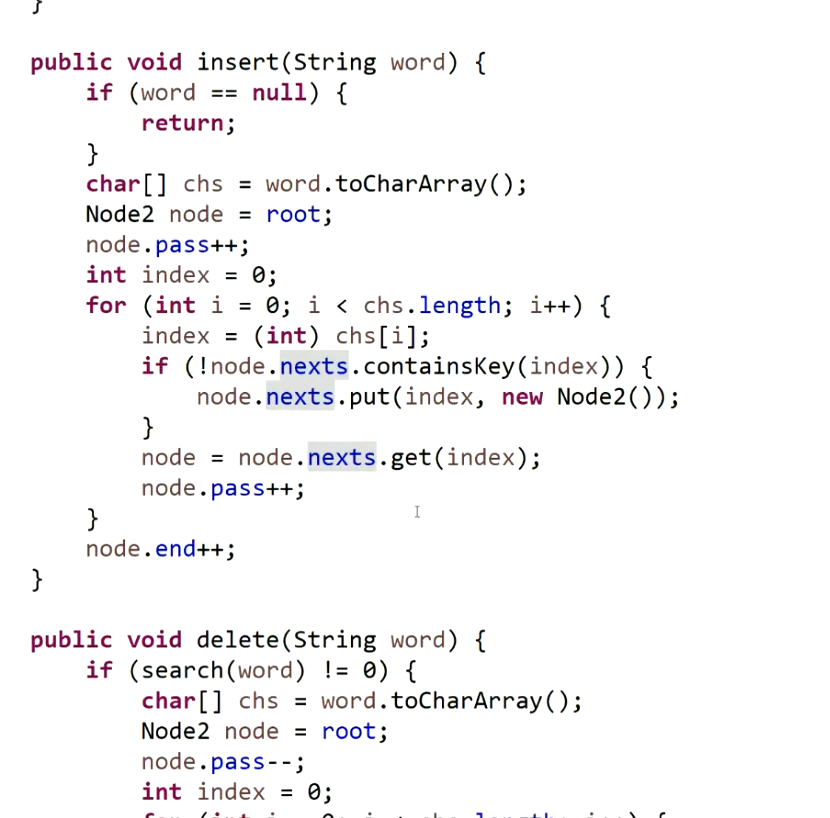 }
public void insert(String word) {
if (word == null) {
return;
}
char[] chs = word.toCharArray();
Node2 node = root;
node.pass++;
int index = 0;
for (int i = 0; i < chs.length; i++) {
index = (int) chs[i];
if (!node.nexts.containsKey(index)) {
node.nexts.put(index, new Node2());
}
node = node.nexts.get(index);
node.pass++;
}
node.end++;
}
public void delete(String word) {
if (search(word) != 0) {
char[] chs = word.toCharArray();
Node2 node = root;
node.pass--;
int index = 0;